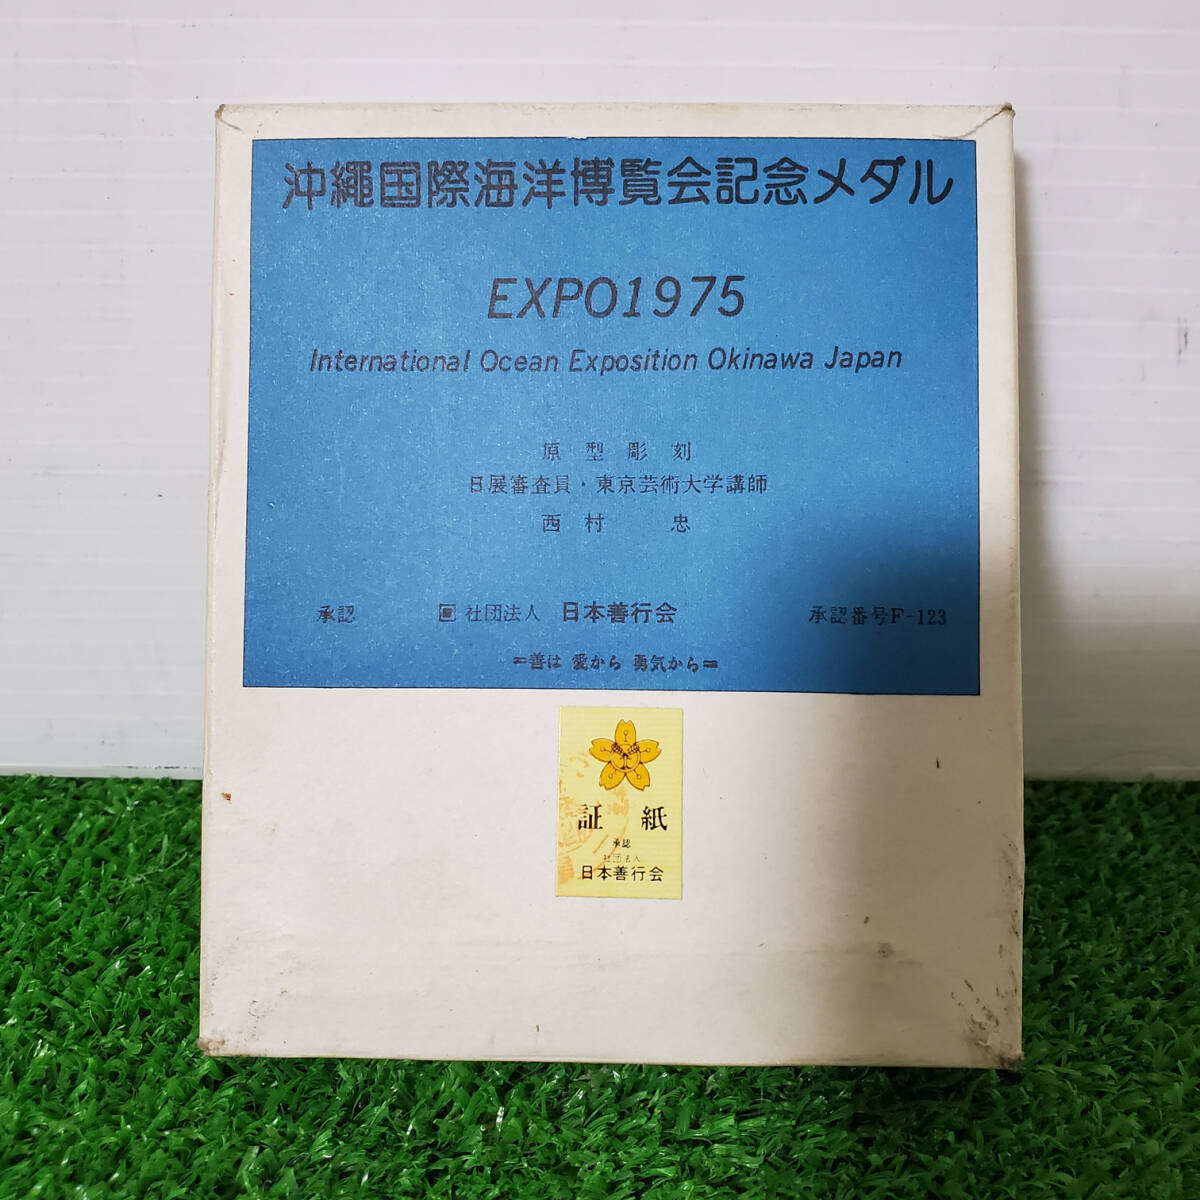 沖繩国際海洋博覧会記念メダル
EXPO1975
International Ocean Exposition Okinawa Japan
原型彫刻
日展審査員・東京芸術大学講師
西村 忠
承認 社団法人 日本善行会 承認番号F-123
=善は 愛から 勇気から=
証紙
承認
社団法人
日本善行会